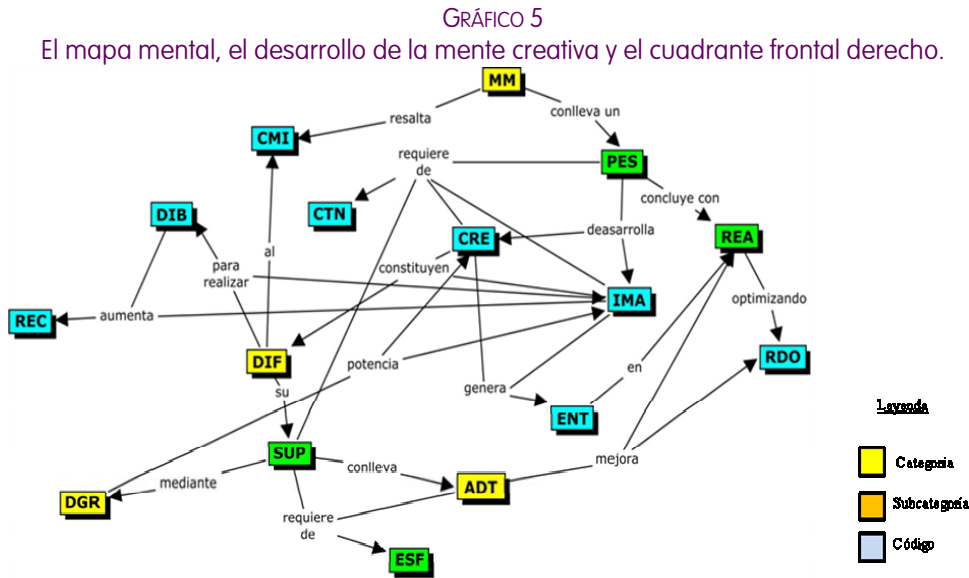 GRÁFICO 5
El mapa mental, el desarrollo de la mente creativa y el cuadrante frontal derecho.
MM
resalta
conlleva un
CMI
requiere
de
PES
concluye con
DIB
CTN
CRE
deasarrolla
REA
al
para
realizar
constituyen
IMA
optimizando
REC
aumenta
DIF
potencia
RDO
su
genera
en
ENT
Leyenda
SUP
conlleva
mejora
Categoría
DGR
mediante
ADT
Subcategoría
requiere
de
Código
ESF